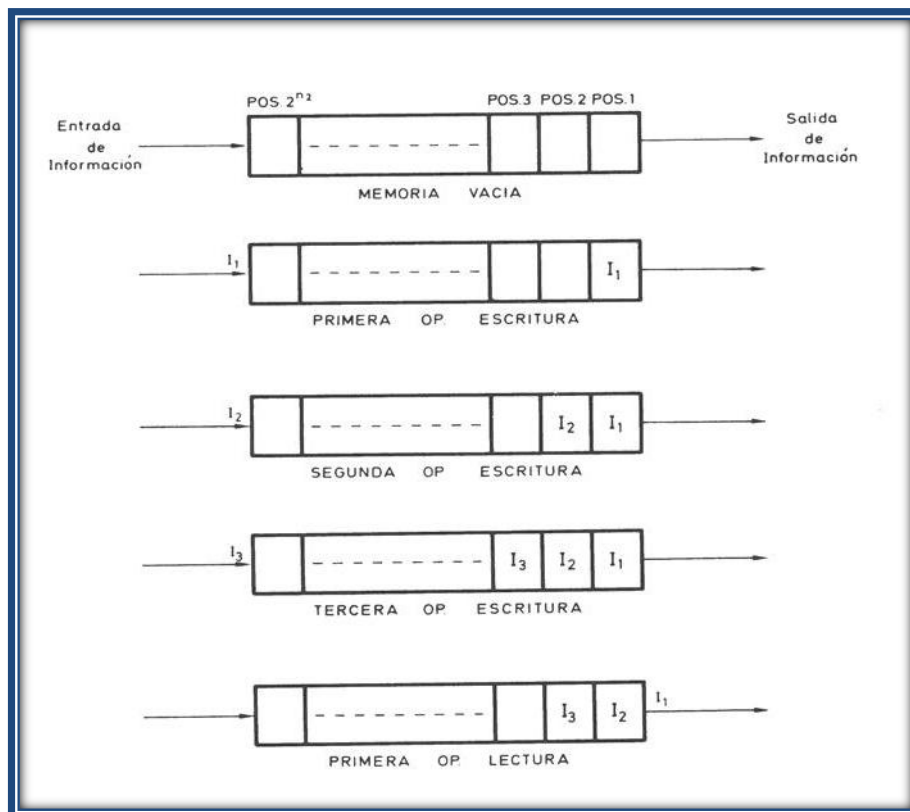 POS. 2ⁿ² POS.3 POS.2 POS.1
Entrada
de
Información
Salida
de
Información
MEMORIA VACIA
I₁
I₁
PRIMERA OP. ESCRITURA
I₂
I₂ I₁
SEGUNDA OP ESCRITURA
I₃
I₃ I₂ I₁
TERCERA OP. ESCRITURA
I₃ I₂
I₁
PRIMERA OP. LECTURA